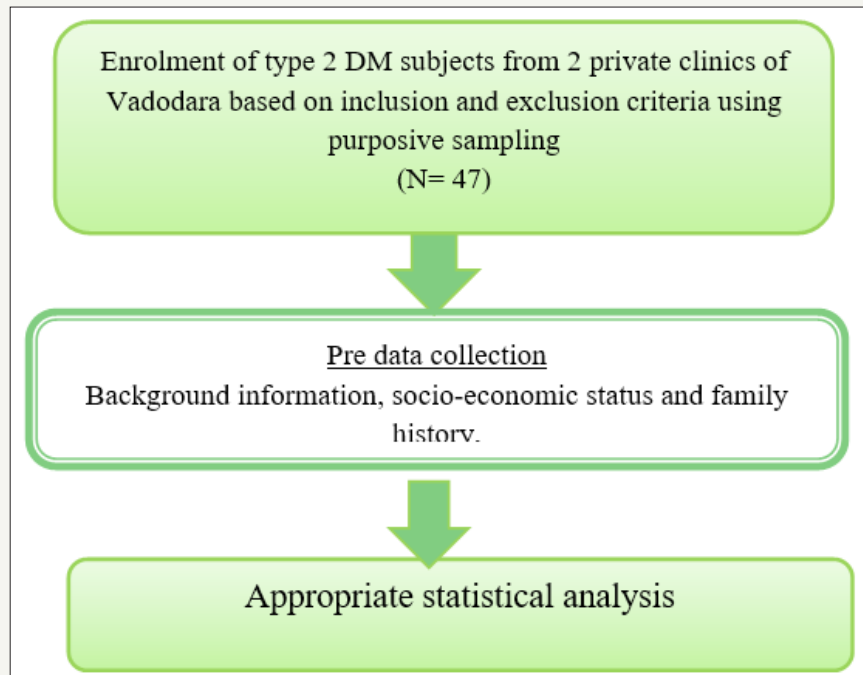 Enrolment of type 2 DM subjects from 2 private clinics of
Vadodara based on inclusion and exclusion criteria using
purposive sampling
(N= 47)
Pre data collection
Background information, socio-economic status and family
history.
Appropriate statistical analysis